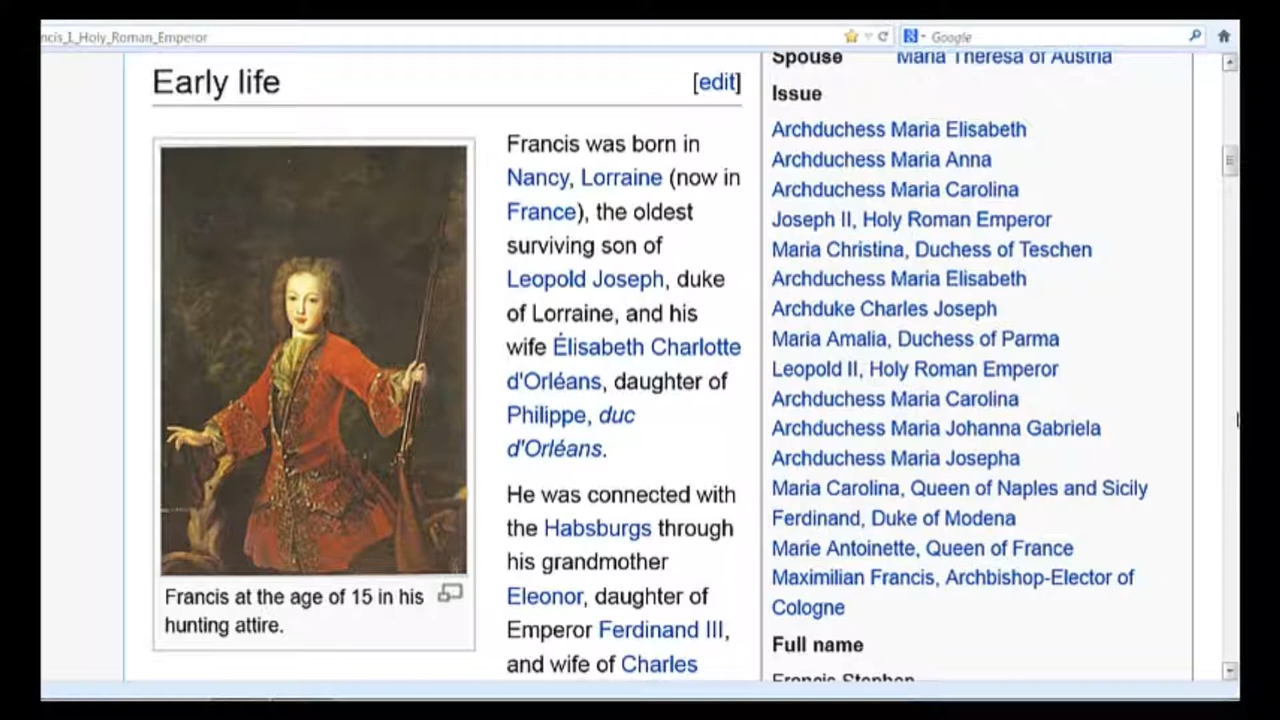 ncis_I_Holy_Roman_Emperor
Google
Early life
[edit]
Francis was born in
Nancy, Lorraine (now in
France), the oldest
surviving son of
Leopold Joseph, duke
of Lorraine, and his
wife Élisabeth Charlotte
d'Orléans, daughter of
Philippe, duc
d'Orléans.
He was connected with
the Habsburgs through
his grandmother
Eleonor, daughter of
Emperor Ferdinand III,
and wife of Charles
Francis at the age of 15 in his
hunting attire.
Spouse Maria Theresa of Austria
Issue
Archduchess Maria Elisabeth
Archduchess Maria Anna
Archduchess Maria Carolina
Joseph II, Holy Roman Emperor
Maria Christina, Duchess of Teschen
Archduchess Maria Elisabeth
Archduke Charles Joseph
Maria Amalia, Duchess of Parma
Leopold II, Holy Roman Emperor
Archduchess Maria Carolina
Archduchess Maria Johanna Gabriela
Archduchess Maria Josepha
Maria Carolina, Queen of Naples and Sicily
Ferdinand, Duke of Modena
Marie Antoinette, Queen of France
Maximilian Francis, Archbishop-Elector of
Cologne
Full name
Francis Stephen